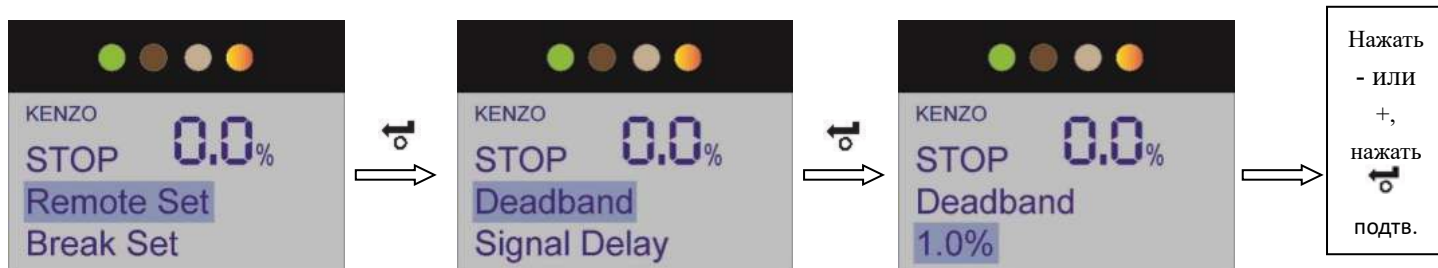 KENZO
0.0%
STOP
Remote Set
Break Set
KENZO
0.0%
STOP
Deadband
Signal Delay
KENZO
0.0%
STOP
Deadband
1.0%
Нажать
- или
+,
нажать
подтв.